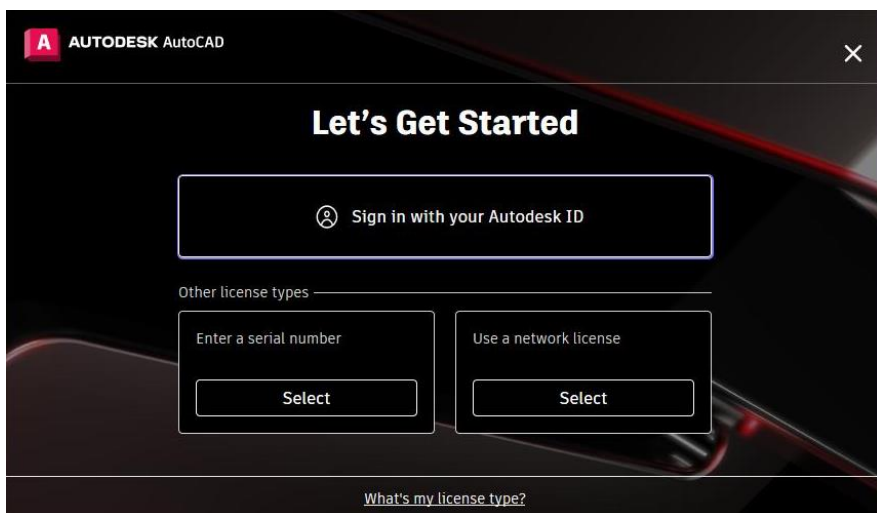 A AUTODESK AutoCAD
Let's Get Started
Sign in with your Autodesk ID
Other license types
Enter a serial number
Use a network license
Select
Select
What's my license type?